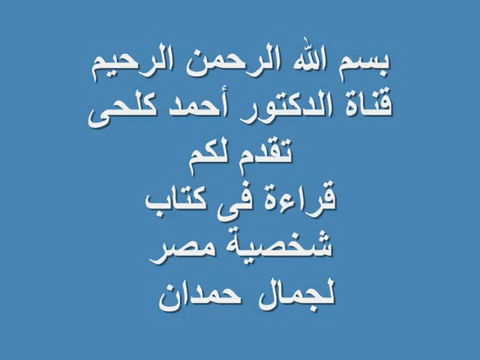 بسم الله الرحمن الرحيم
قناة الدكتور أحمد كلحى
تقدم لكم
قراءة فى كتاب
شخصية مصر
لجمال حمدان